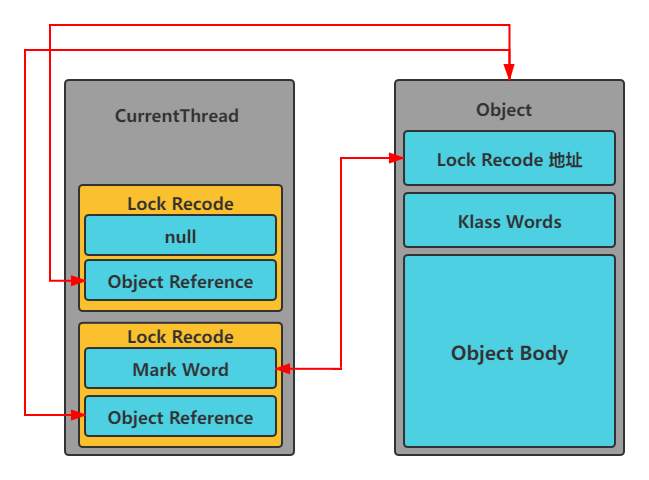 CurrentThread
Lock Recode
null
Object Reference
Lock Recode
Mark Word
Object Reference
Object
Lock Recode 地址
Klass Words
Object Body